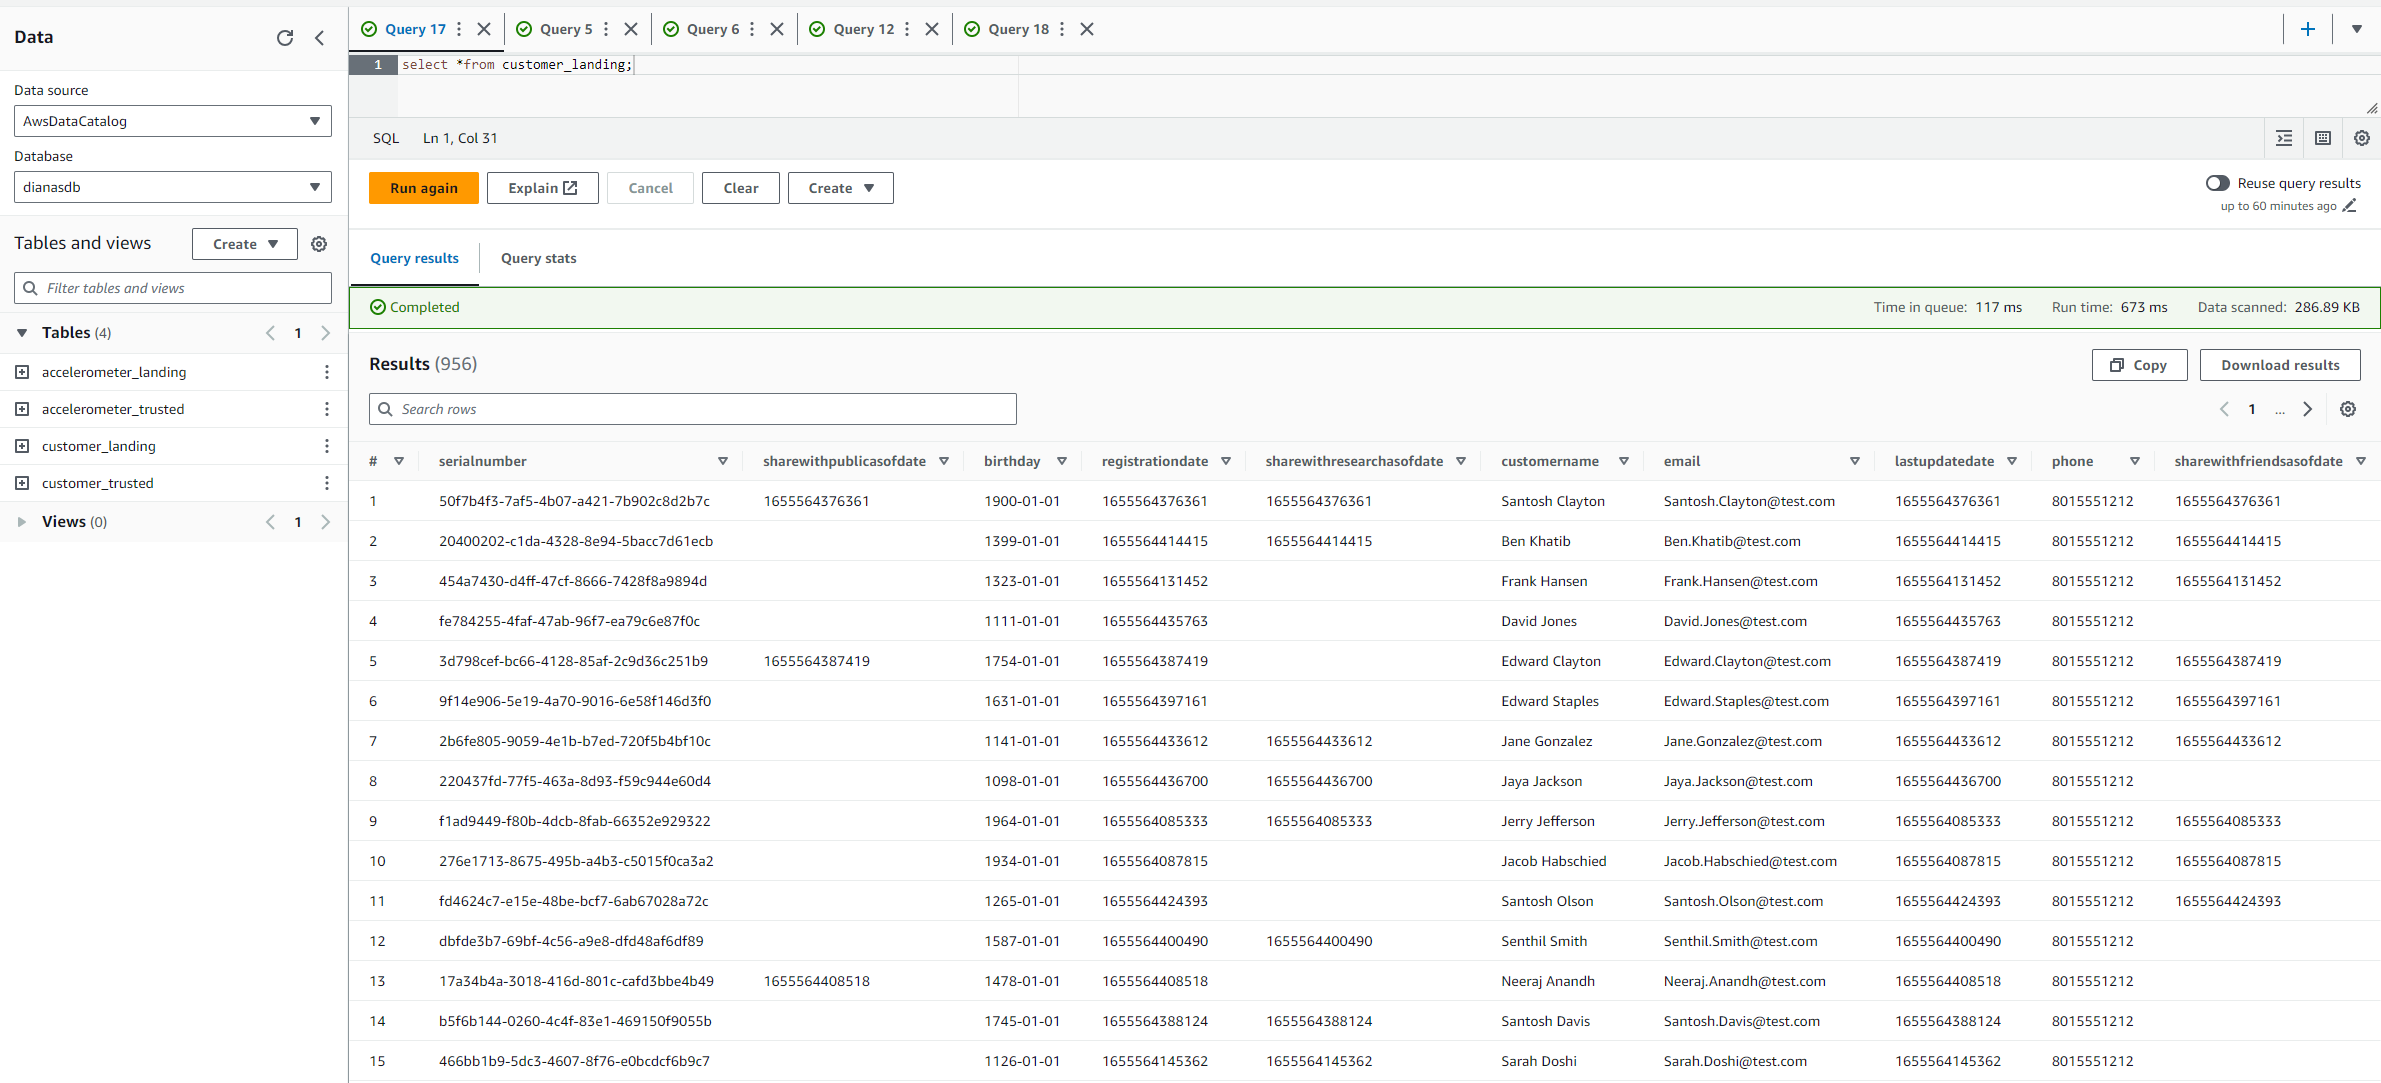 Data
Data source
AwsDataCatalog
Database
dianasdb
Tables and views Create
Filter tables and views
Tables (4) 1
accelerometer_landing
accelerometer_trusted
customer_landing
customer_trusted
Views (0) 1
Query 17 Query 5 Query 6 Query 12 Query 18
1 select *from customer_landing;
SQL Ln 1, Col 31
Run again Explain Cancel Clear Create
Reuse query results
up to 60 minutes ago
Query results Query stats
Completed Time in queue: 117 ms Run time: 673 ms Data scanned: 286.89 KB
Results (956) Copy Download results
Search rows 1 ...
# serialnumber sharewithpublicasofdate birthday registrationdate sharewithresearchasofdate customername email lastupdatedate phone sharewithfriendsasofdate
1 50f7b4f3-7af5-4b07-a421-7b902c8d2b7c 1655564376361 1900-01-01 1655564376361 1655564376361 Santosh Clayton Santosh.Clayton@test.com 1655564376361 8015551212 1655564376361
2 20400202-c1da-4328-8e94-5bacc7d61ecb 1399-01-01 1655564414415 1655564414415 Ben Khatib Ben.Khatib@test.com 1655564414415 8015551212 1655564414415
3 454a7430-d4ff-47cf-8666-7428f8a9894d 1323-01-01 1655564131452 Frank Hansen Frank.Hansen@test.com 1655564131452 8015551212 1655564131452
4 fe784255-4faf-47ab-96f7-ea79c6e87f0c 1111-01-01 1655564435763 David Jones David.Jones@test.com 1655564435763 8015551212
5 3d798cef-bc66-4128-85af-2c9d36c251b9 1655564387419 1754-01-01 1655564387419 Edward Clayton Edward.Clayton@test.com 1655564387419 8015551212 1655564387419
6 9f14e906-5e19-4a70-9016-6e58f146d3f0 1631-01-01 1655564397161 Edward Staples Edward.Staples@test.com 1655564397161 8015551212 1655564397161
7 2b6fe805-9059-4e1b-b7ed-720f5b4bf10c 1141-01-01 1655564433612 1655564433612 Jane Gonzalez Jane.Gonzalez@test.com 1655564433612 8015551212 1655564433612
8 220437fd-77f5-463a-8d93-f59c944e60d4 1098-01-01 1655564436700 1655564436700 Jaya Jackson Jaya.Jackson@test.com 1655564436700 8015551212
9 f1ad9449-f80b-4dcb-8fab-66352e929322 1964-01-01 1655564085333 1655564085333 Jerry Jefferson Jerry.Jefferson@test.com 1655564085333 8015551212 1655564085333
10 276e1713-8675-495b-a4b3-c5015f0ca3a2 1934-01-01 1655564087815 Jacob Habschied Jacob.Habschied@test.com 1655564087815 8015551212 1655564087815
11 fd4624c7-e15e-48be-bcf7-6ab67028a72c 1265-01-01 1655564424393 Santosh Olson Santosh.Olson@test.com 1655564424393 8015551212 1655564424393
12 dbfde3b7-69bf-4c56-a9e8-dfd48af6df89 1587-01-01 1655564400490 1655564400490 Senthil Smith Senthil.Smith@test.com 1655564400490 8015551212
13 17a34b4a-3018-416d-801c-cafd3bbe4b49 1655564408518 1478-01-01 1655564408518 Neeraj Anandh Neeraj.Anandh@test.com 1655564408518 8015551212
14 b5f6b144-0260-4c4f-83e1-469150f9055b 1745-01-01 1655564388124 1655564388124 Santosh Davis Santosh.Davis@test.com 1655564388124 8015551212
15 466bb1b9-5dc3-4607-8f76-e0bcdcf6b9c7 1126-01-01 1655564145362 1655564145362 Sarah Doshi Sarah.Doshi@test.com 1655564145362 8015551212